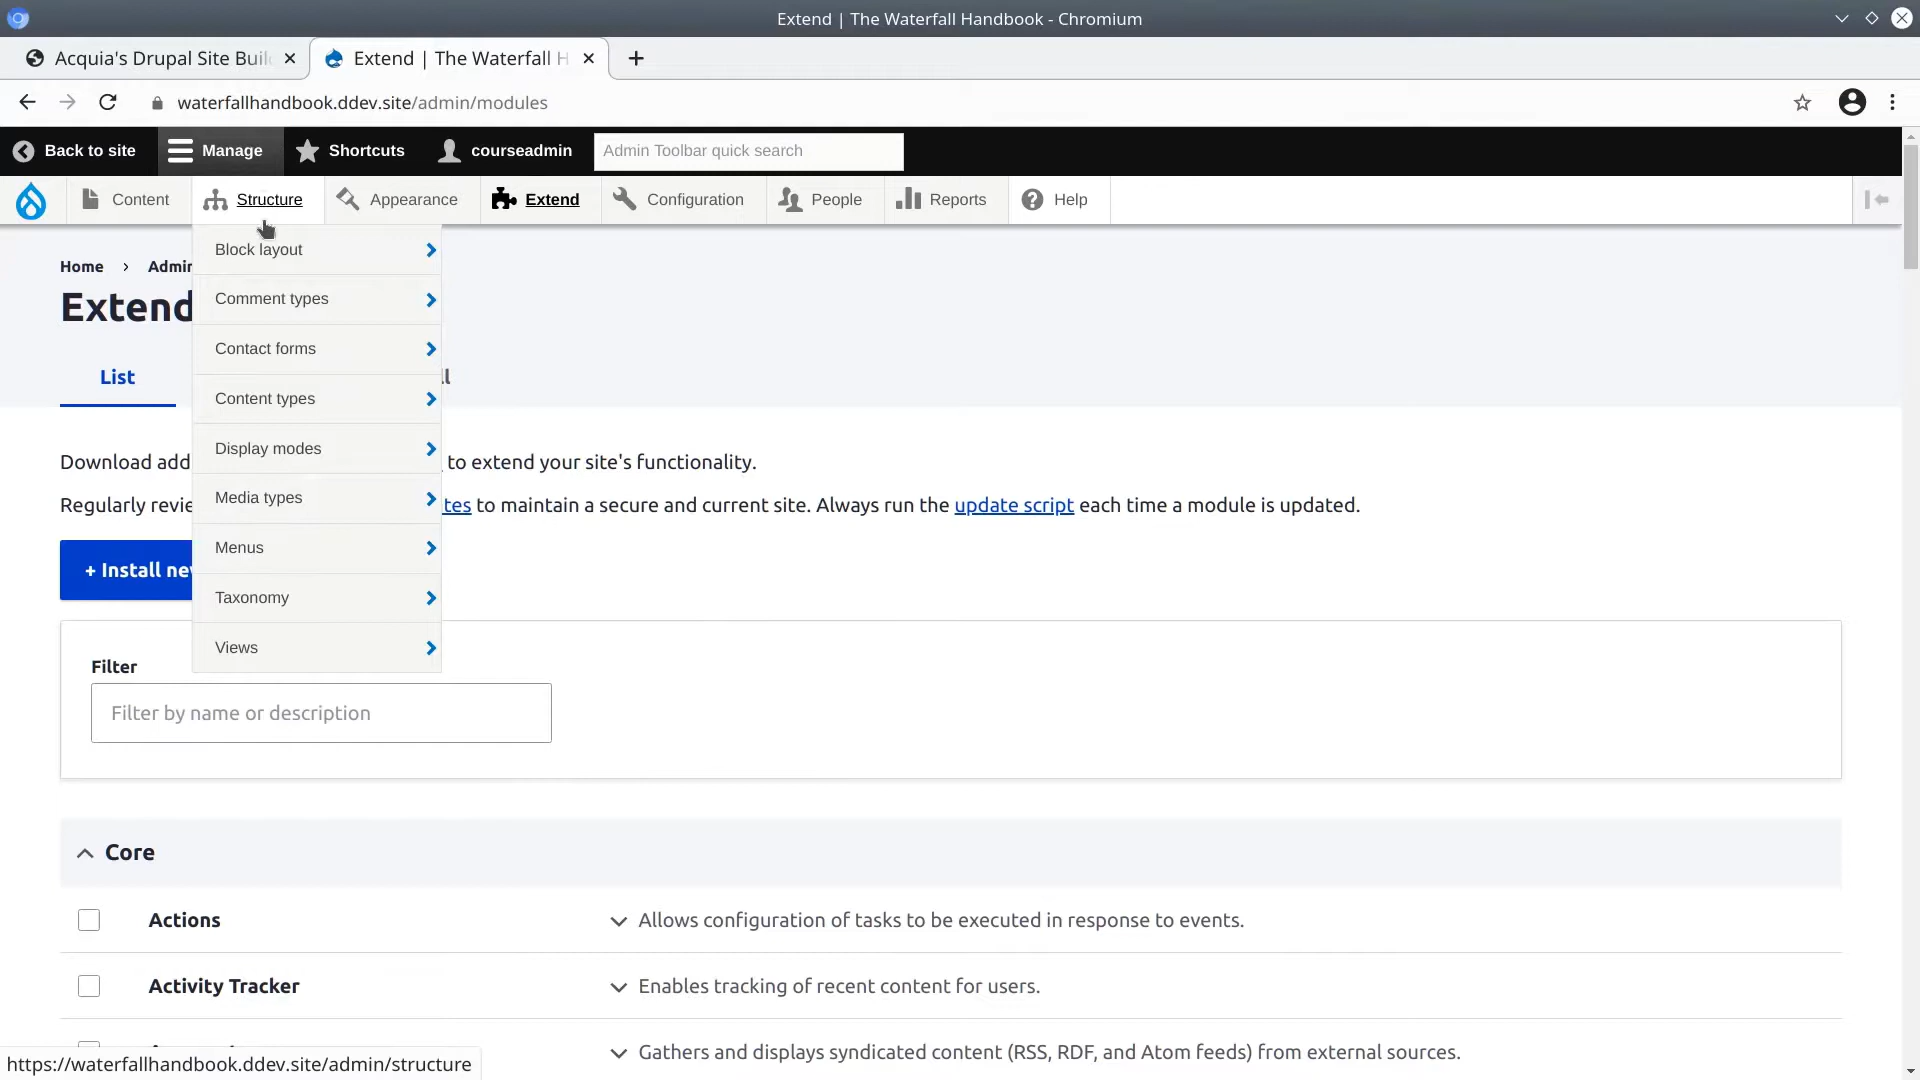 Extend | The Waterfall Handbook - Chromium
Acquia's Drupal Site Buil
Extend | The Waterfall H
waterfallhandbook.ddev.site/admin/modules
Back to site
Manage
Shortcuts
courseadmin
Admin Toolbar quick search
Content
Structure
Appearance
Extend
Configuration
People
Reports
Help
Block layout
Comment types
Contact forms
Content types
Display modes
Media types
Menus
Taxonomy
Views
Home › Admin
Extend
List
Download add to extend your site's functionality.
Regularly revie tes to maintain a secure and current site. Always run the update script each time a module is updated.
+ Install new
Filter
Filter by name or description
Core
Actions
Allows configuration of tasks to be executed in response to events.
Activity Tracker
Enables tracking of recent content for users.
Gathers and displays syndicated content (RSS, RDF, and Atom feeds) from external sources.
https://waterfallhandbook.ddev.site/admin/structure